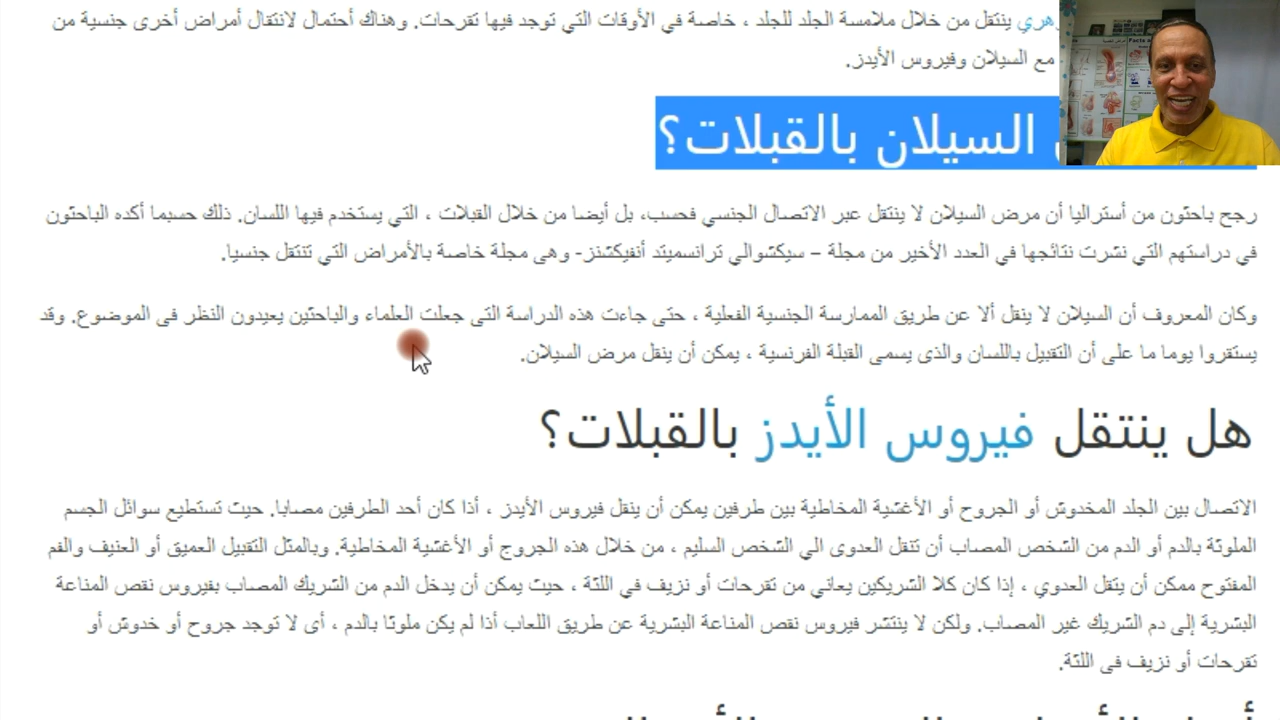 هري ينتقل من خلال ملامسة الجلد للجلد ، خاصة في الأوقات التي توجد فيها تقرحات. وهناك أحتمال لانتقال أمراض أخرى جنسية من
مع السيلان وفيروس الأيدز.
السيلان بالقبلات؟
رجح باحثون من أستراليا أن مرض السيلان لا ينتقل عبر الاتصال الجنسي فحسب، بل أيضا من خلال القبلات ، التي يستخدم فيها اللسان. ذلك حسبما أكده الباحثون
في دراستهم التي نشرت نتائجها في العدد الأخير من مجلة – سيكشوالي ترانسميتد أنفيكشنز- وهى مجلة خاصة بالأمراض التي تنتقل جنسيا.
وكان المعروف أن السيلان لا ينقل ألا عن طريق الممارسة الجنسية الفعلية ، حتى جاءت هذه الدراسة التى جعلت العلماء والباحثين يعيدون النظر فى الموضوع. وقد
يستقروا يوما ما على أن التقبيل باللسان والذى يسمى القبلة الفرنسية ، يمكن أن ينقل مرض السيلان.
هل ينتقل فيروس الأيدز بالقبلات؟
الاتصال بين الجلد المخدوش أو الجروح أو الأغشية المخاطية بين طرفين يمكن أن ينقل فيروس الأيدز ، أذا كان أحد الطرفين مصابا. حيث تستطيع سوائل الجسم
الملوثة بالدم أو الدم من الشخص المصاب أن تنقل العدوى الي الشخص السليم ، من خلال هذه الجروح أو الأغشية المخاطية. وبالمثل التقبيل العميق أو العنيف والفم
المفتوح ممكن أن ينقل العدوي ، إذا كان كلا الشريكين يعاني من تقرحات أو نزيف في اللثة ، حيث يمكن أن يدخل الدم من الشريك المصاب بفيروس نقص المناعة
البشرية إلى دم الشريك غير المصاب. ولكن لا ينتشر فيروس نقص المناعة البشرية عن طريق اللعاب أذا لم يكن ملوثا بالدم ، أى لا توجد جروح أو خدوش أو
تقرحات أو نزيف فى اللثة.